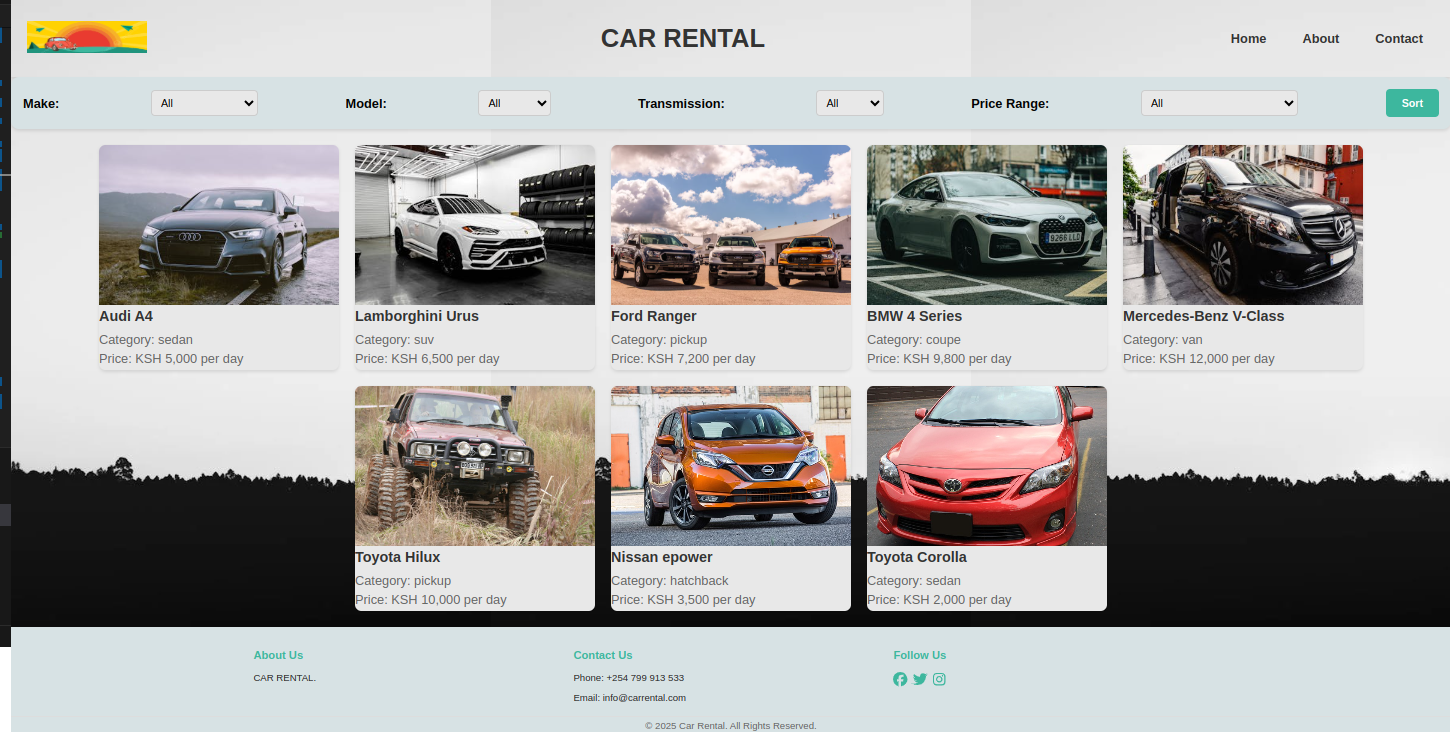 CAR RENTAL
Home About Contact
Make: All Model: All Transmission: All Price Range: All Sort
9266 LLD
Audi A4
Category: sedan
Price: KSH 5,000 per day
Lamborghini Urus
Category: suv
Price: KSH 6,500 per day
Ford Ranger
Category: pickup
Price: KSH 7,200 per day
BMW 4 Series
Category: coupe
Price: KSH 9,800 per day
Mercedes-Benz V-Class
Category: van
Price: KSH 12,000 per day
Toyota Hilux
Category: pickup
Price: KSH 10,000 per day
Nissan epower
Category: hatchback
Price: KSH 3,500 per day
Toyota Corolla
Category: sedan
Price: KSH 2,000 per day
About Us
CAR RENTAL.
Contact Us
Phone: +254 799 913 533
Email: info@carrental.com
Follow Us
© 2025 Car Rental. All Rights Reserved.